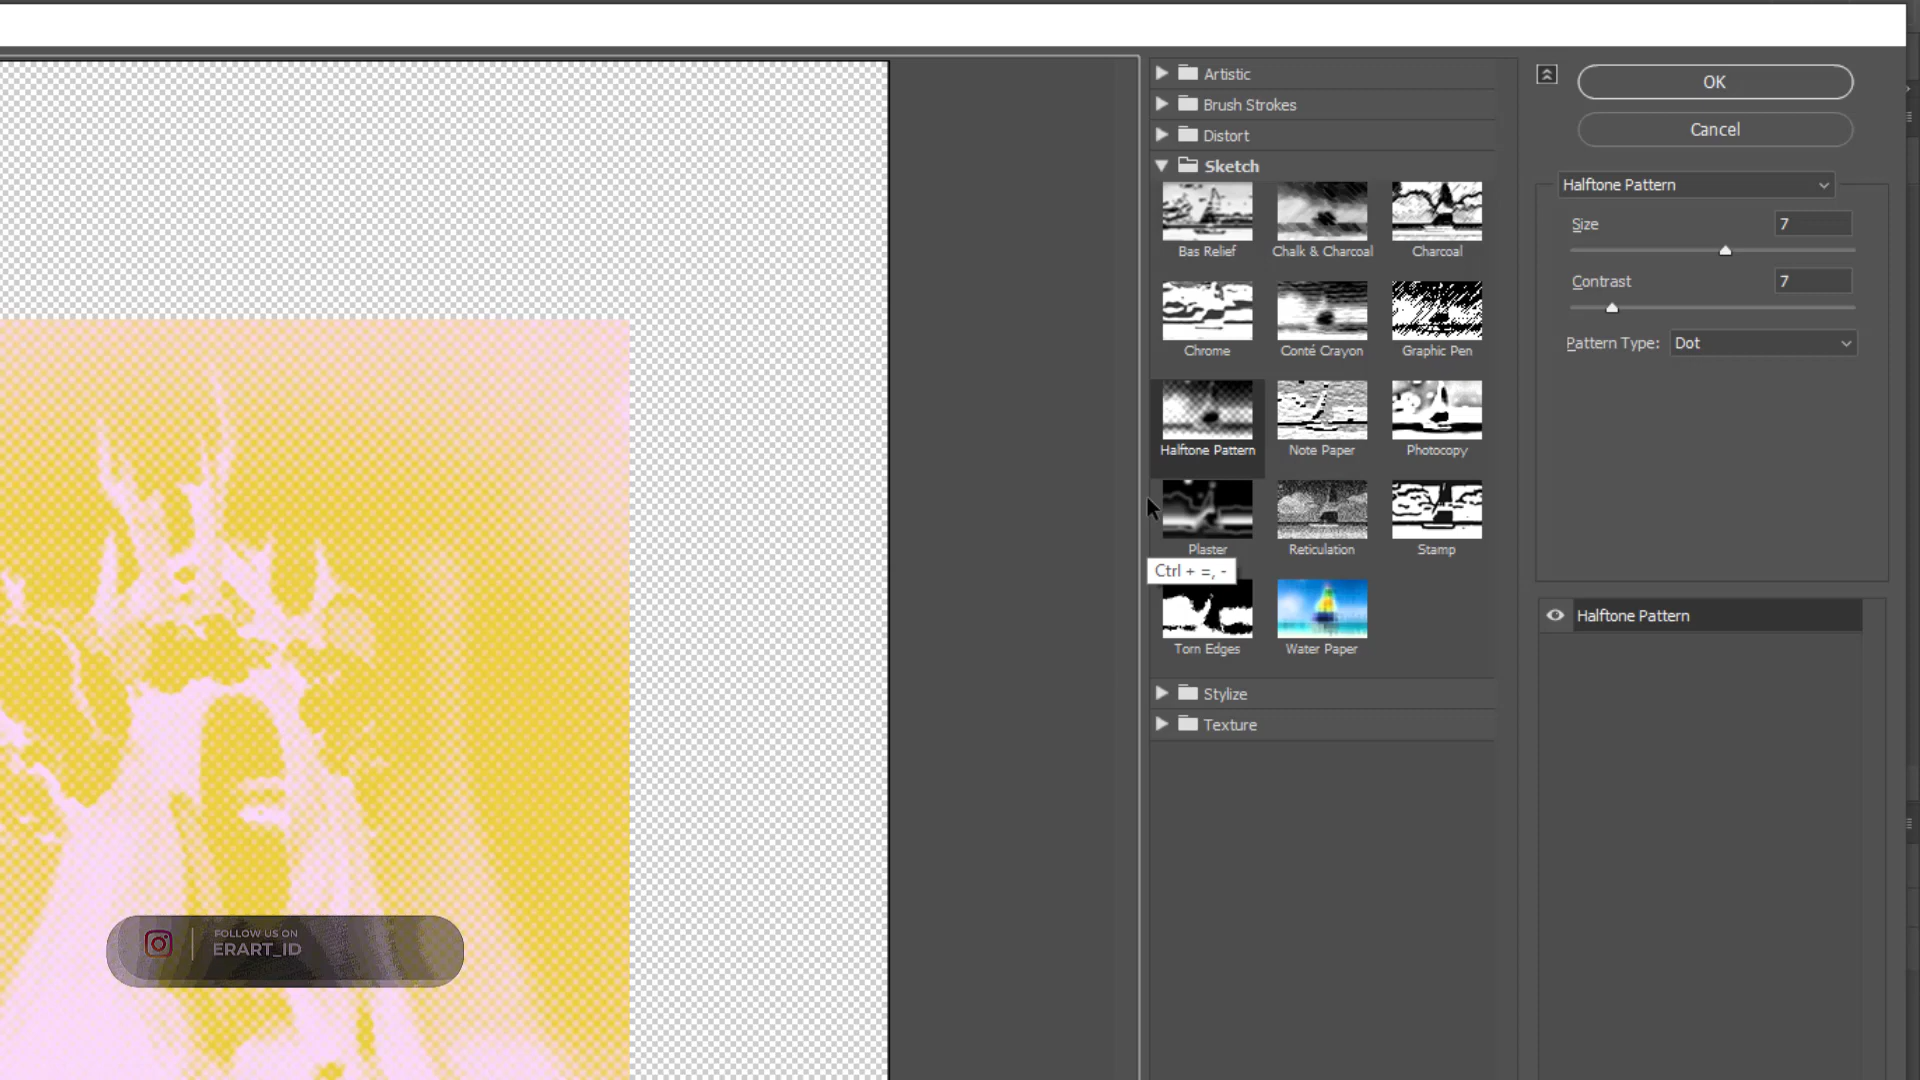 Artistic
Brush Strokes
Distort
Sketch
Bas Relief
Chalk & Charcoal
Charcoal
Chrome
Conté Crayon
Graphic Pen
Halftone Pattern
Note Paper
Photocopy
Plaster
Reticulation
Stamp
Ctrl + =, -
Torn Edges
Water Paper
Stylize
Texture
OK
Cancel
Halftone Pattern
Size 7
Contrast 7
Pattern Type: Dot
Halftone Pattern
FOLLOW US ON
ERART_ID